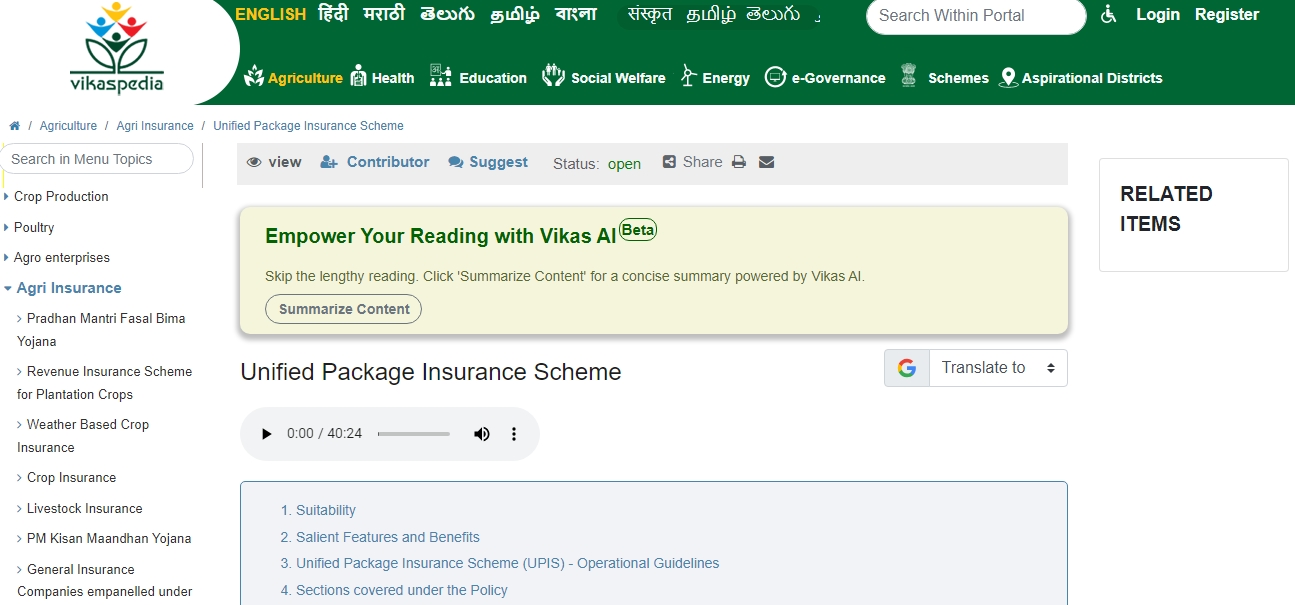 vikaspedia
ENGLISH हिंदी मराठी తెలుగు தமிழ் বাংলা संस्कृत தமிழ் తెలుగు
Search Within Portal
Login Register
Agriculture Health Education Social Welfare Energy e-Governance Schemes Aspirational Districts
/ Agriculture / Agri Insurance / Unified Package Insurance Scheme
Search in Menu Topics
Crop Production
Poultry
Agro enterprises
Agri Insurance
Pradhan Mantri Fasal Bima
Yojana
Revenue Insurance Scheme
for Plantation Crops
Weather Based Crop
Insurance
Crop Insurance
Livestock Insurance
PM Kisan Maandhan Yojana
General Insurance
Companies empanelled under
view Contributor Suggest Status: open Share
Empower Your Reading with Vikas AI Beta
Skip the lengthy reading. Click 'Summarize Content' for a concise summary powered by Vikas AI.
Summarize Content
Unified Package Insurance Scheme
G Translate to
0:00 / 40:24
1. Suitability
2. Salient Features and Benefits
3. Unified Package Insurance Scheme (UPIS) - Operational Guidelines
4. Sections covered under the Policy
RELATED
ITEMS